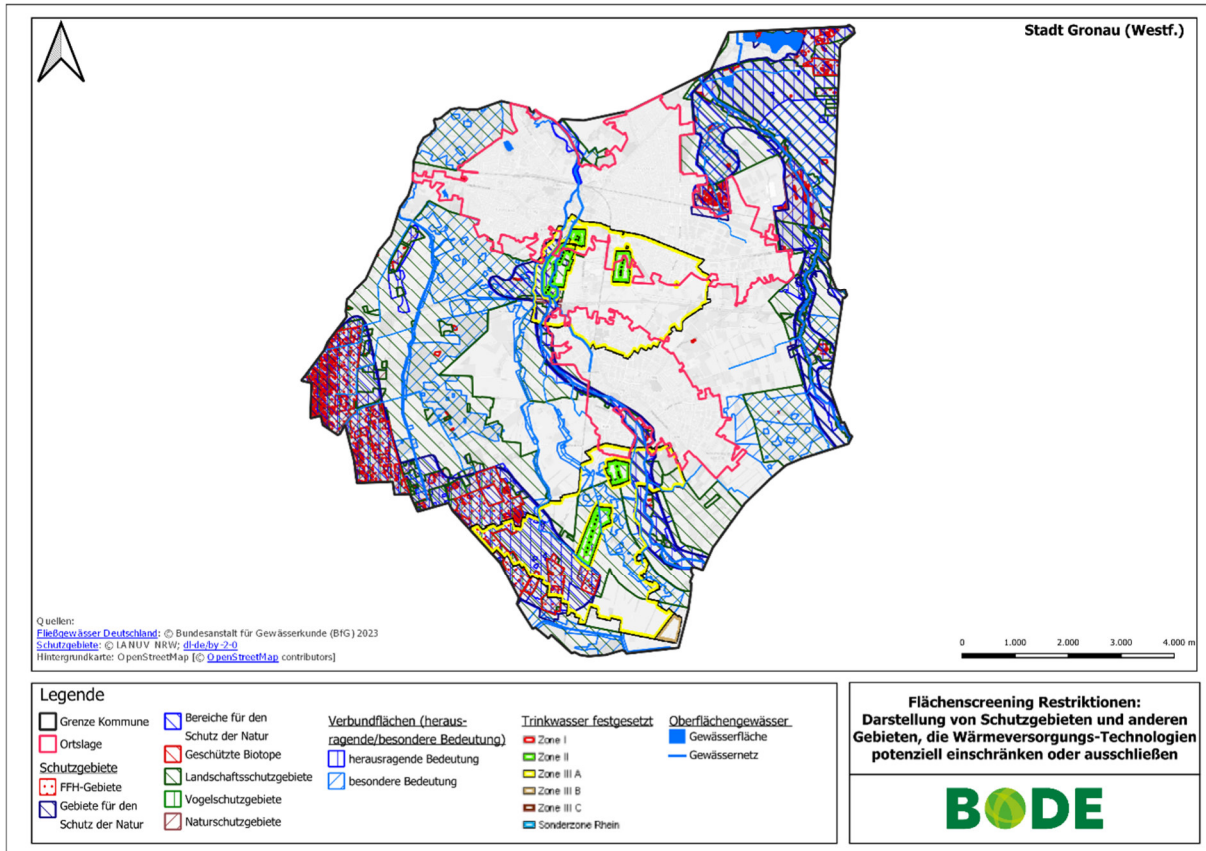 Stadt Gronau (Westf.)
Quellen:
Fließgewässer Deutschland: © Bundesanstalt für Gewässerkunde (BfG) 2023
Schutzgebiete: © LANUV NRW; dl-de/by-2-0
Hintergrundkarte: OpenStreetMap [© OpenStreetMap contributors]
0 1.000 2.000 3.000 4.000 m
Legende
Grenze Kommune
Ortslage
Schutzgebiete
FFH-Gebiete
Gebiete für den
Schutz der Natur
Bereiche für den
Schutz der Natur
Geschützte Biotope
Landschaftsschutzgebiete
Vogelschutzgebiete
Naturschutzgebiete
Verbundflächen (heraus-
ragende/besondere Bedeutung)
herausragende Bedeutung
besondere Bedeutung
Trinkwasser festgesetzt
Zone I
Zone II
Zone III A
Zone III B
Zone III C
Sonderzone Rhein
Oberflächengewässer
Gewässerfläche
Gewässernetz
Flächenscreening Restriktionen:
Darstellung von Schutzgebieten und anderen
Gebieten, die Wärmeversorgungs-Technologien
potenziell einschränken oder ausschließen
BODE